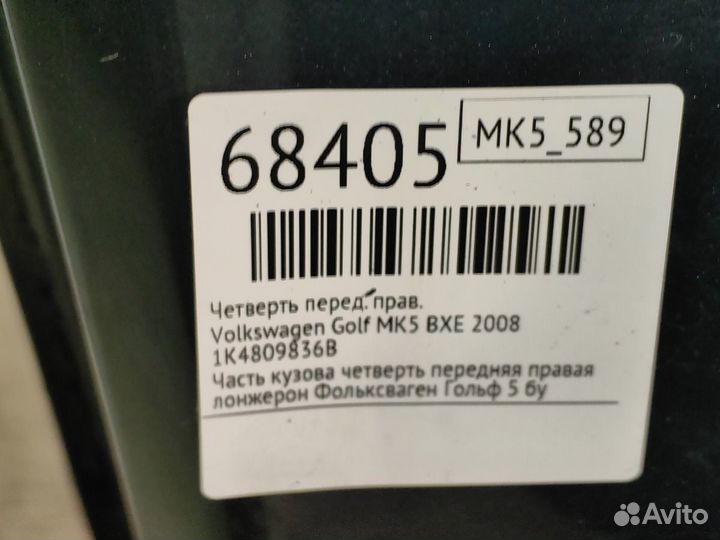 68405
MK5_589
Четверть перед. прав.
Volkswagen Golf MK5 BXE 2008
1K4809836B
Часть кузова четверть передняя правая
лонжерон Фольксваген Гольф 5 бу
Avito